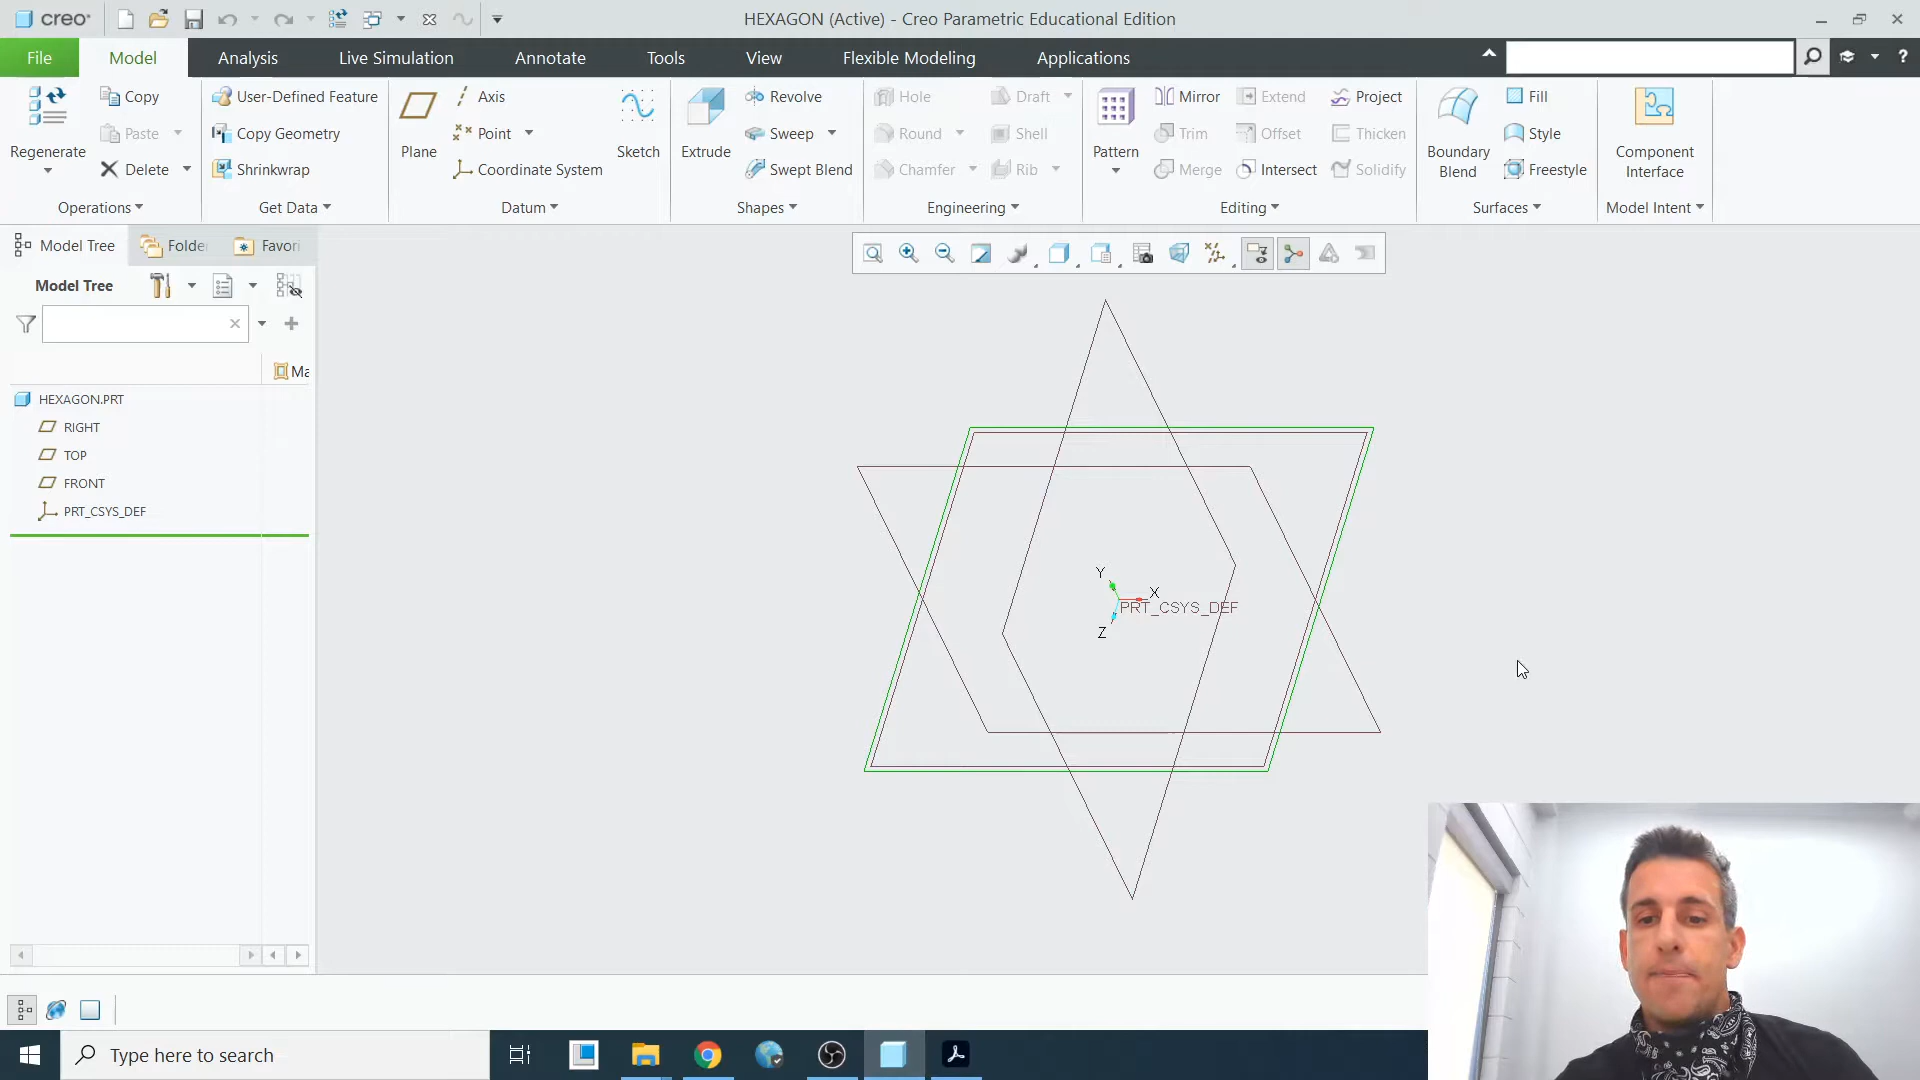 creo
HEXAGON (Active) - Creo Parametric Educational Edition
File Model Analysis Live Simulation Annotate Tools View Flexible Modeling Applications
Regenerate
Copy
Paste
Delete
Operations
User-Defined Feature
Copy Geometry
Shrinkwrap
Get Data
Plane
Axis
Point
Coordinate System
Sketch
Datum
Extrude
Revolve
Sweep
Swept Blend
Shapes
Hole
Round
Chamfer
Draft
Shell
Rib
Engineering
Pattern
Mirror
Trim
Merge
Extend
Offset
Intersect
Project
Thicken
Solidify
Editing
Boundary
Blend
Fill
Style
Freestyle
Surfaces
Component
Interface
Model Intent
Model Tree Folde Favori
Model Tree
Ma
HEXAGON.PRT
RIGHT
TOP
FRONT
PRT_CSYS_DEF
Y
X
PRT_CSYS_DEF
Z
Type here to search